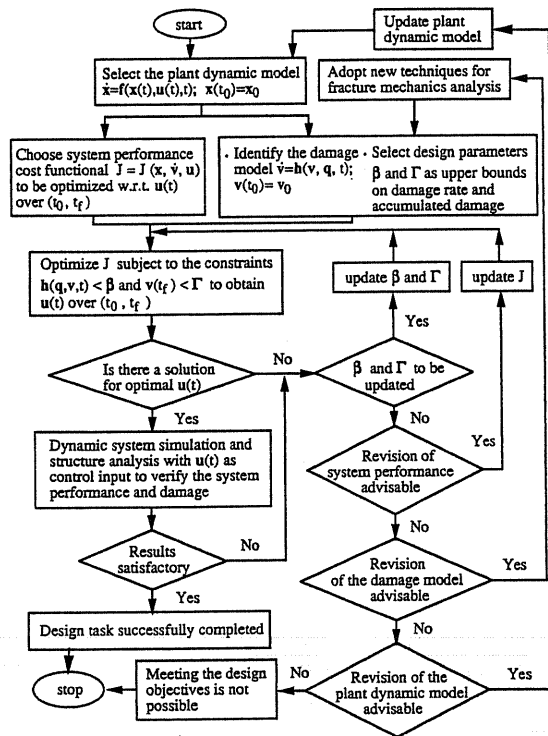 start
Update plant
dynamic model
Select the plant dynamic model
ẋ=f(x(t),u(t),t); x(t₀)=x₀
Adopt new techniques for
fracture mechanics analysis
Choose system performance
cost functional J = J (x, v̇, u)
to be optimized w.r.t. u(t)
over (t₀, t_f)
· Identify the damage
model v̇=h(v, q, t);
v(t₀)= v₀
· Select design parameters
β and Γ as upper bounds
on damage rate and
accumulated damage
Optimize J subject to the constraints
h(q,v,t) < β and v(t_f) < Γ to obtain
u(t) over (t₀, t_f)
update β and Γ
update J
Yes
Is there a solution
for optimal u(t)
No
β and Γ to be
updated
Yes
No
Dynamic system simulation and
structure analysis with u(t) as
control input to verify the system
performance and damage
Revision of
system performance
advisable
Yes
No
Results
satisfactory
No
Revision
of the damage model
advisable
Yes
Yes
No
Design task successfully completed
stop
Meeting the design
objectives is not
possible
No
Revision of the
plant dynamic model
advisable
Yes